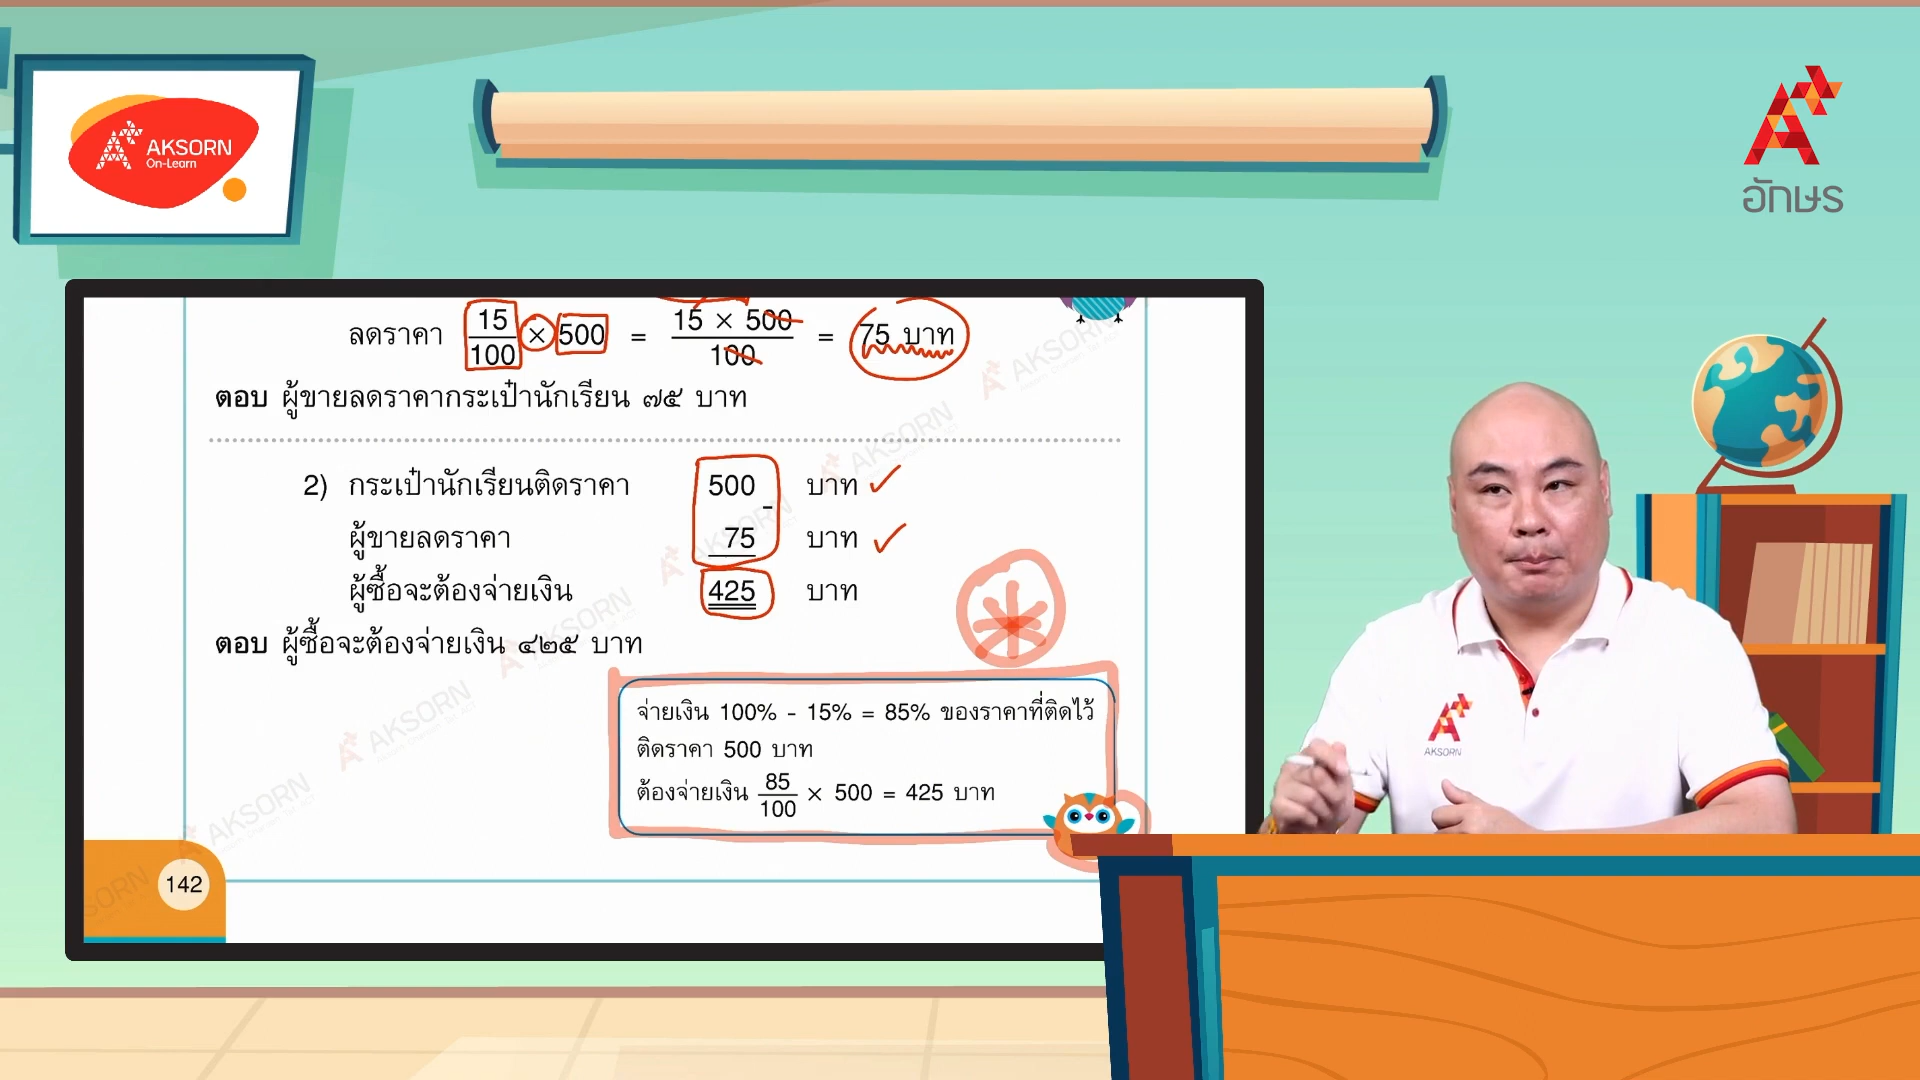 AKSORN
On-Learn
อักษร
ลดราคา 15/100 × 500 = 15 × 500/100 = 75 บาท
ตอบ ผู้ขายลดราคากระเป๋านักเรียน ๗๕ บาท
2) กระเป๋านักเรียนติดราคา 500 บาท
-
ผู้ขายลดราคา 75 บาท
ผู้ซื้อจะต้องจ่ายเงิน 425 บาท
ตอบ ผู้ซื้อจะต้องจ่ายเงิน ๔๒๕ บาท
จ่ายเงิน 100% - 15% = 85% ของราคาที่ติดไว้
ติดราคา 500 บาท
ต้องจ่ายเงิน 85/100 × 500 = 425 บาท
142
AKSORN